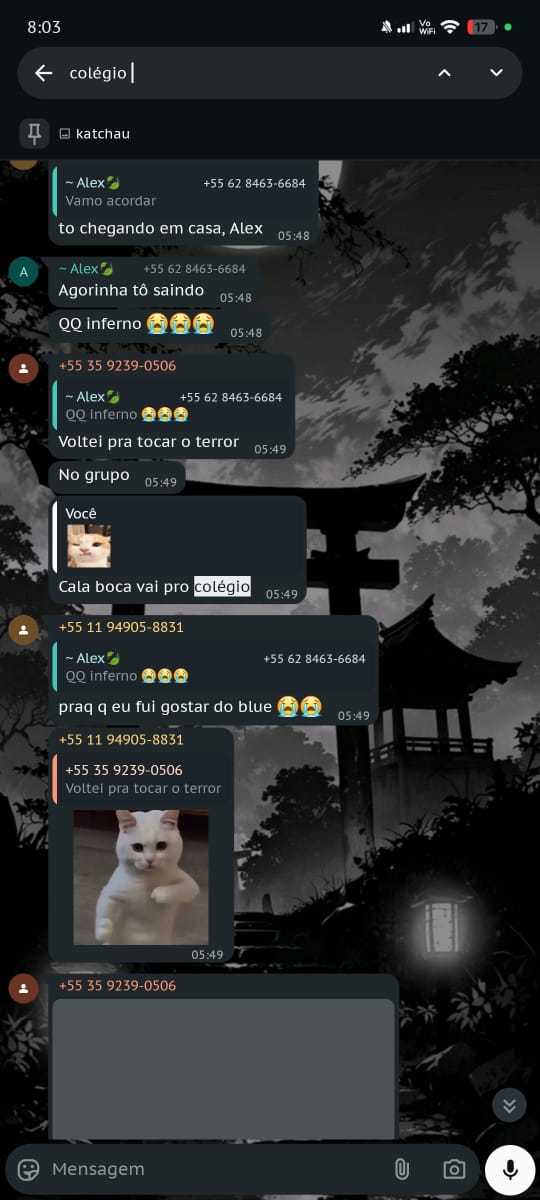 8:03
Vo
WiFi
17
colégio
katchau
~ Alex🍃 +55 62 8463-6684
Vamo acordar
to chegando em casa, Alex 05:48
A
~ Alex🍃 +55 62 8463-6684
Agorinha tô saindo 05:48
QQ inferno 😭😭😭 05:48
+55 35 9239-0506
~ Alex🍃 +55 62 8463-6684
QQ inferno 😭😭😭
Voltei pra tocar o terror 05:49
No grupo 05:49
Você
Cala boca vai pro colégio 05:49
+55 11 94905-8831
~ Alex🍃 +55 62 8463-6684
QQ inferno 😭😭😭
praq q eu fui gostar do blue 😭😭 05:49
+55 11 94905-8831
+55 35 9239-0506
Voltei pra tocar o terror
05:49
+55 35 9239-0506
Mensagem